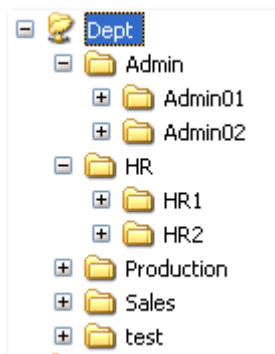 Dept
Admin
Admin01
Admin02
HR
HR1
HR2
Production
Sales
test